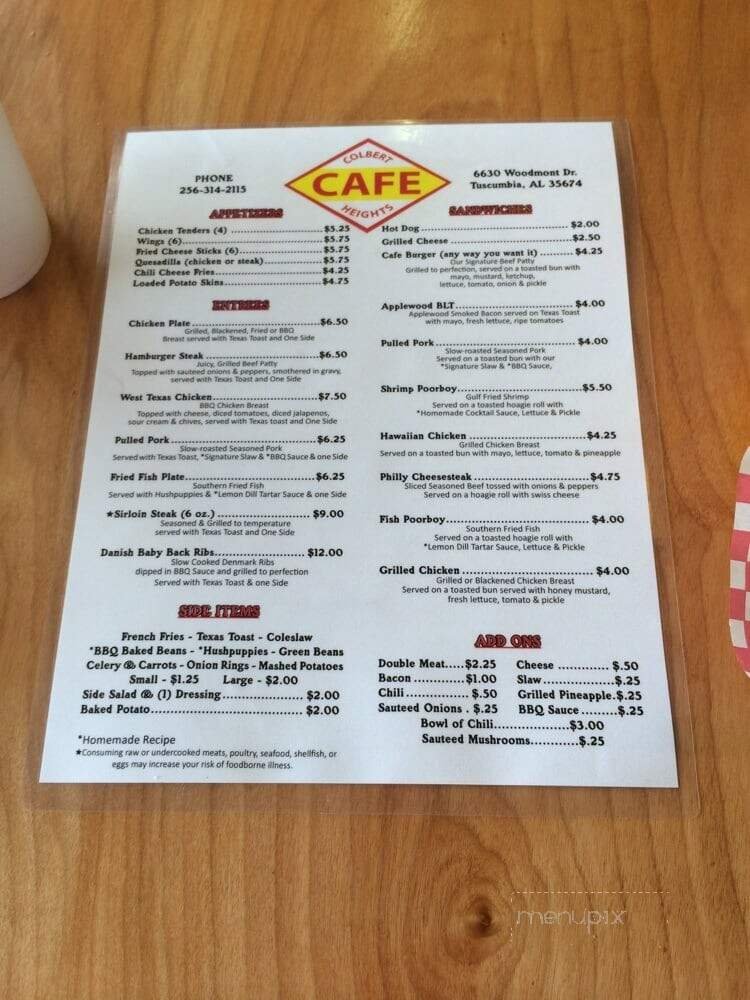 PHONE
256-314-2115
COLBERT
CAFE
HEIGHTS
6630 Woodmont Dr.
Tuscumbia, AL 35674
APPETIZERS
Chicken Tenders (4) ..................$5.25
Wings (6)..................$5.75
Fried Cheese Sticks (6)..................$5.75
Quesadilla (chicken or steak)..................$5.75
Chili Cheese Fries..................$4.25
Loaded Potato Skins..................$4.75
ENTREES
Chicken Plate..................$6.50
Grilled, Blackened, Fried or BBQ
Breast served with Texas Toast and One Side
Hamburger Steak..................$6.50
Juicy, Grilled Beef Patty
Topped with sauteed onions & peppers, smothered in gravy,
served with Texas Toast and One Side
West Texas Chicken..................$7.50
BBQ Chicken Breast
Topped with cheese, diced tomatoes, diced jalapenos,
sour cream & chives, served with Texas toast and One Side
Pulled Pork..................$6.25
Slow-roasted Seasoned Pork
Served with Texas Toast, *Signature Slaw & *BBQ Sauce & one Side
Fried Fish Plate..................$6.25
Southern Fried Fish
Served with Hushpuppies & *Lemon Dill Tartar Sauce & one Side
★Sirloin Steak (6 oz.) ..................$9.00
Seasoned & Grilled to temperature
served with Texas Toast and One Side
Danish Baby Back Ribs..................$12.00
Slow Cooked Denmark Ribs
dipped in BBQ Sauce and grilled to perfection
Served with Texas Toast & one Side
SIDE ITEMS
French Fries - Texas Toast - Coleslaw
*BBQ Baked Beans - *Hushpuppies - Green Beans
Celery & Carrots - Onion Rings - Mashed Potatoes
Small - $1.25 Large - $2.00
Side Salad & (1) Dressing..................$2.00
Baked Potato..................$2.00
*Homemade Recipe
★Consuming raw or undercooked meats, poultry, seafood, shellfish, or
eggs may increase your risk of foodborne illness.
SANDWICHES
Hot Dog..................$2.00
Grilled Cheese..................$2.50
Cafe Burger (any way you want it)..........$4.25
Our Signature Beef Patty
Grilled to perfection, served on a toasted bun with
mayo, mustard, ketchup,
lettuce, tomato, onion & pickle
Applewood BLT..................$4.00
Applewood Smoked Bacon served on Texas Toast
with mayo, fresh lettuce, ripe tomatoes
Pulled Pork..................$4.00
Slow-roasted Seasoned Pork
Served on a toasted bun with our
*Signature Slaw & *BBQ Sauce,
Shrimp Poorboy..................$5.50
Gulf Fried Shrimp
Served on a toasted hoagie roll with
*Homemade Cocktail Sauce, Lettuce & Pickle
Hawaiian Chicken..................$4.25
Grilled Chicken Breast
Served on a toasted bun with mayo, lettuce, tomato & pineapple
Philly Cheesesteak..................$4.75
Sliced Seasoned Beef tossed with onions & peppers
Served on a hoagie roll with swiss cheese
Fish Poorboy..................$4.00
Southern Fried Fish
Served on a toasted hoagie roll with
*Lemon Dill Tartar Sauce, Lettuce & Pickle
Grilled Chicken..................$4.00
Grilled or Blackened Chicken Breast
Served on a toasted bun served with honey mustard,
fresh lettuce, tomato & pickle
ADD ONS
Double Meat.....$2.25 Cheese............$.50
Bacon............$1.00 Slaw..............$.25
Chili............$.50 Grilled Pineapple.$.25
Sauteed Onions . $.25 BBQ Sauce........$.25
Bowl of Chili...............$3.00
Sauteed Mushrooms............$.25
menupix